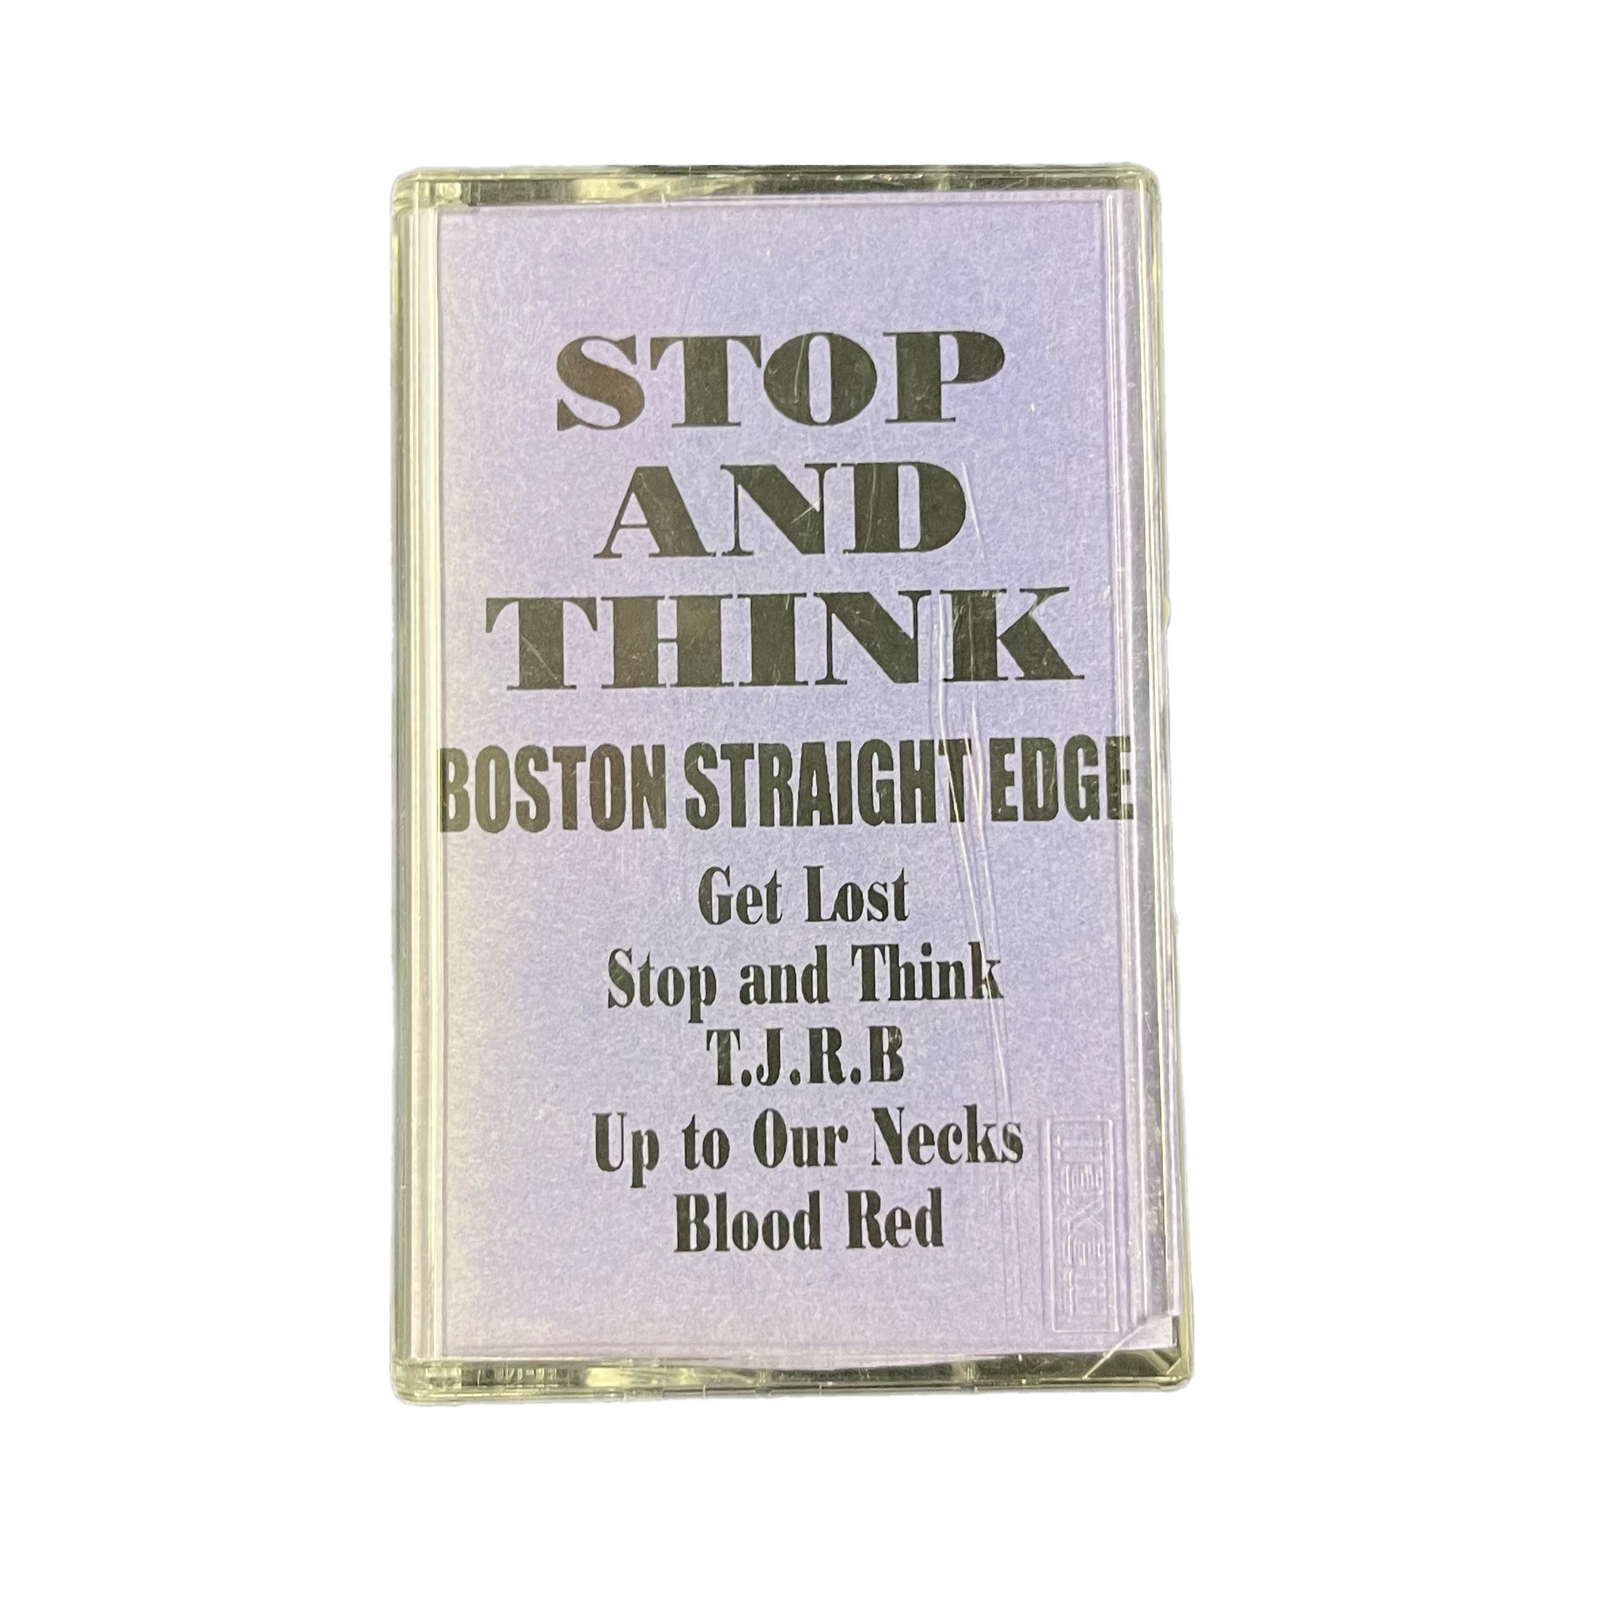 STOP
AND
THINK
BOSTON STRAIGHT EDGE
Get Lost
Stop and Think
T.J.R.B
Up to Our Necks
Blood Red